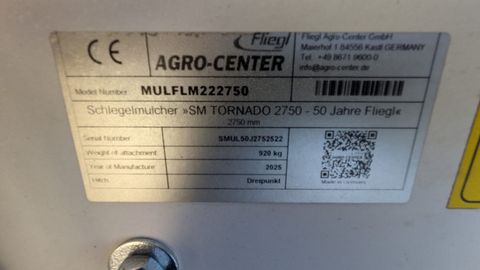 CE
Fliegl
AGRO-CENTER
Fliegl Agro-Center GmbH
Maierhof 1 84556 Kastl GERMANY
Tel.: +49 8671 9600-0
info@agro-center.de
Model Number MULFLM222750
Schlegelmulcher »SM TORNADO 2750 - 50 Jahre Fliegl«
2750 mm
Serial Number SMUL50J2752522
Weight of attachment 920 kg
Year of Manufacture 2025
Hitch Dreipunkt
Made in Germany